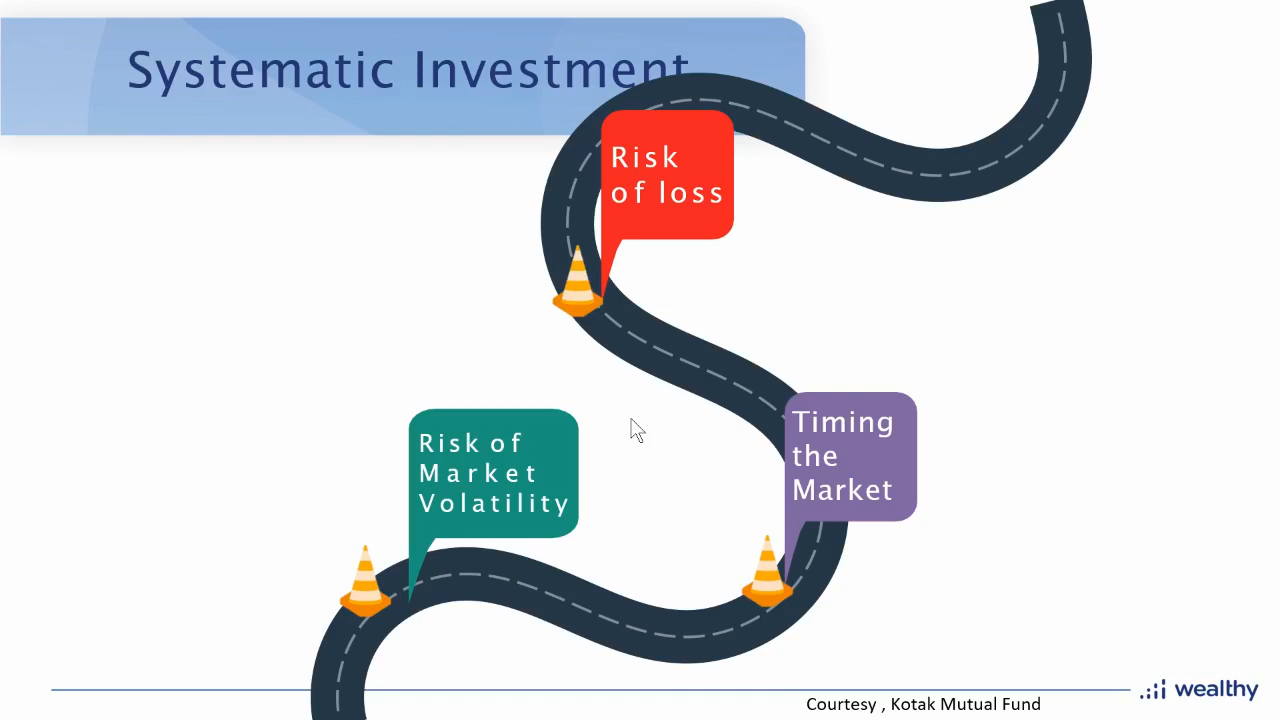 Systematic Investment
Risk
of loss
Risk of
Market
Volatility
Timing
the
Market
wealthy
Courtesy , Kotak Mutual Fund